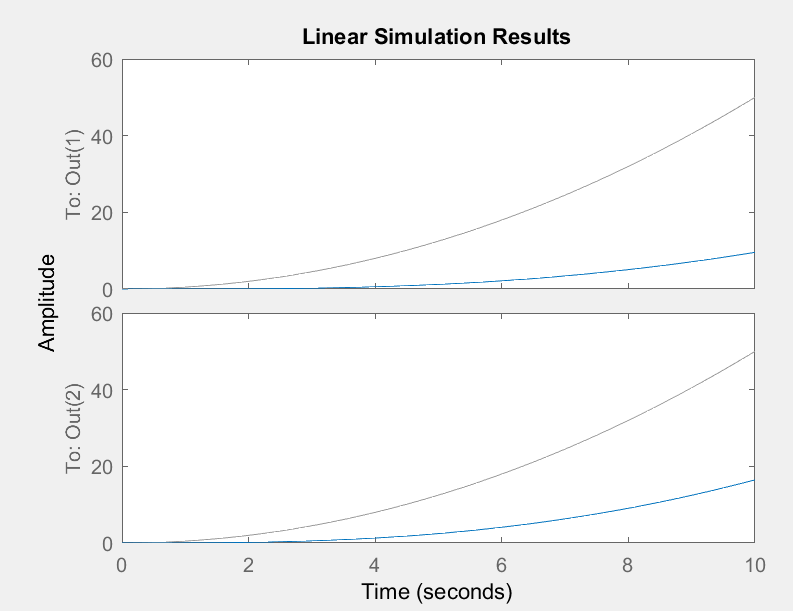 Linear Simulation Results
Amplitude
To: Out(1)
60
40
20
0
To: Out(2)
60
40
20
0
0 2 4 6 8 10
Time (seconds)